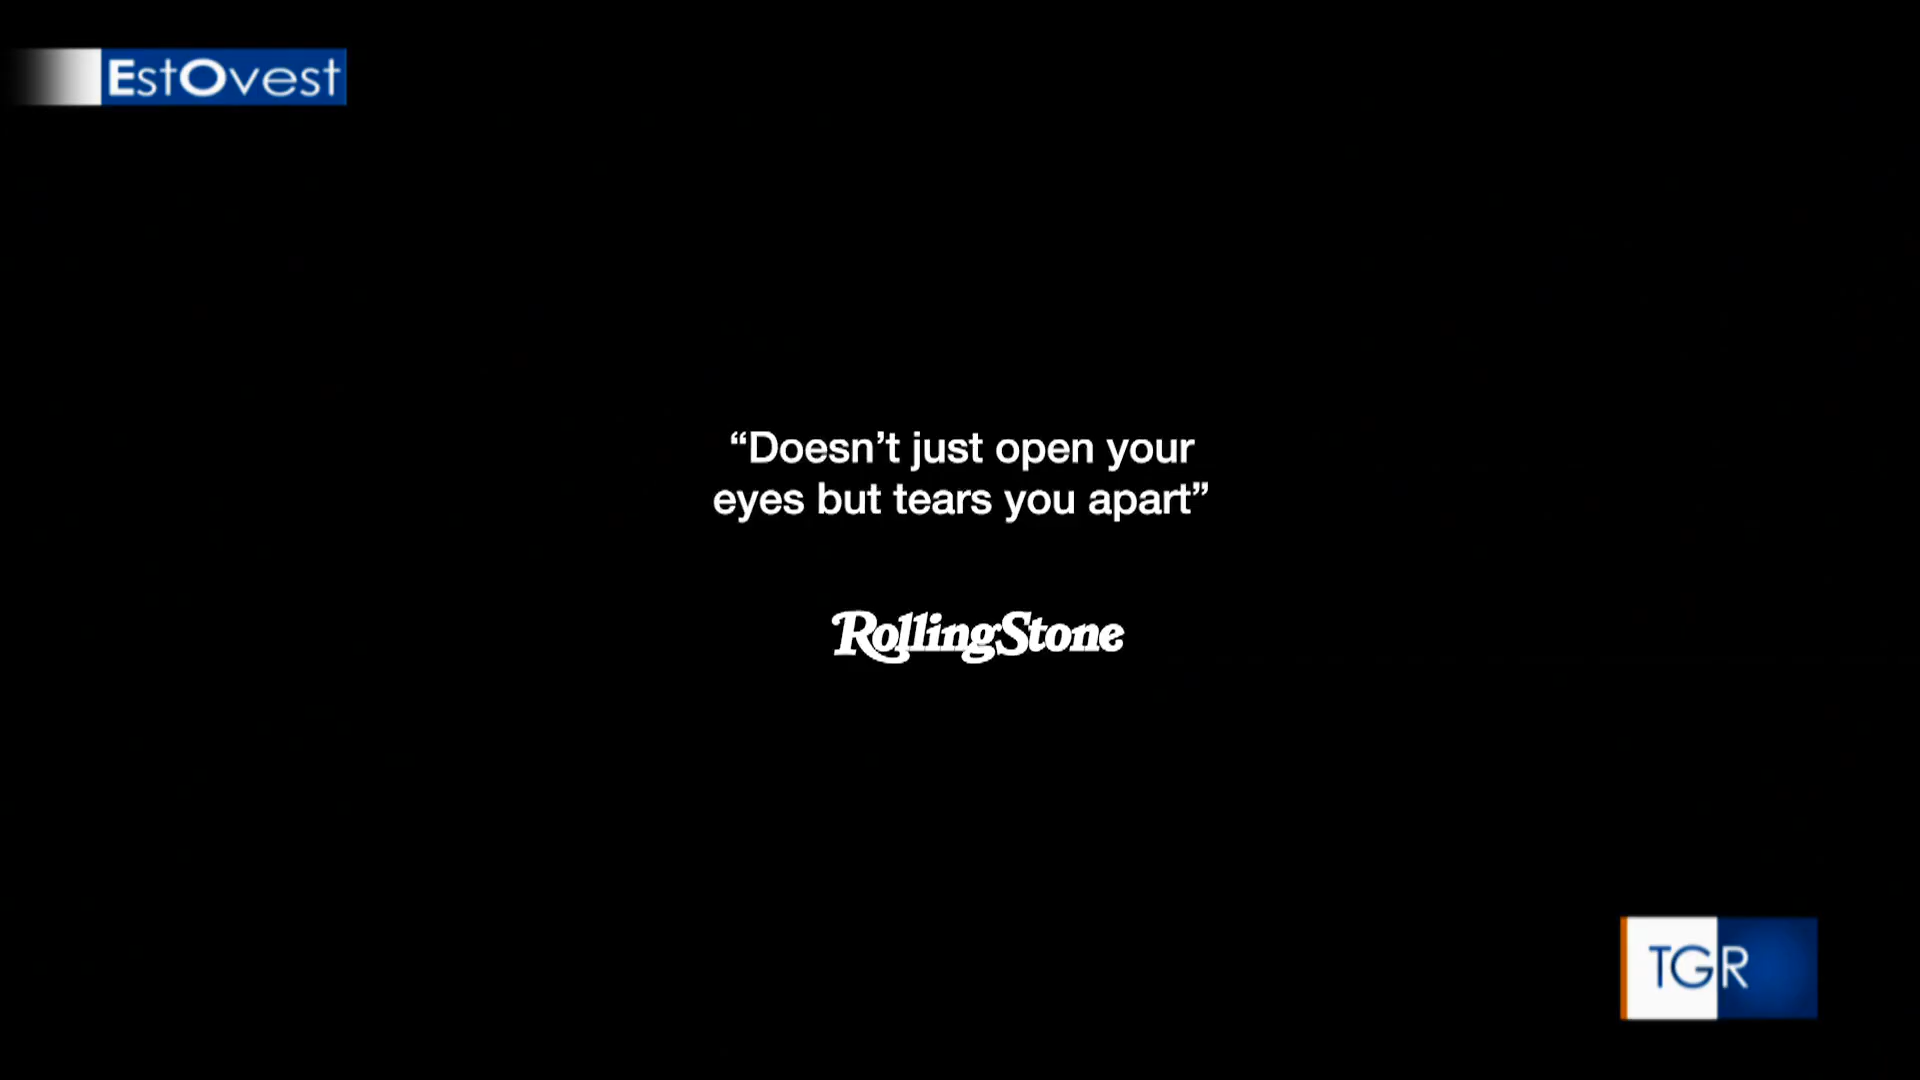 EstOvest
“Doesn’t just open your
eyes but tears you apart”
RollingStone
TGR